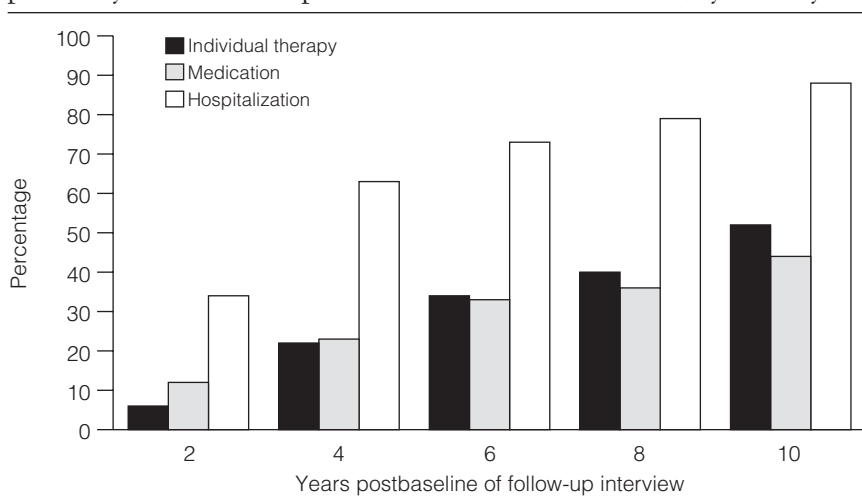 100
90
80
70
60
50
40
30
20
10
0
Percentage
Individual therapy
Medication
Hospitalization
2 4 6 8 10
Years postbaseline of follow-up interview